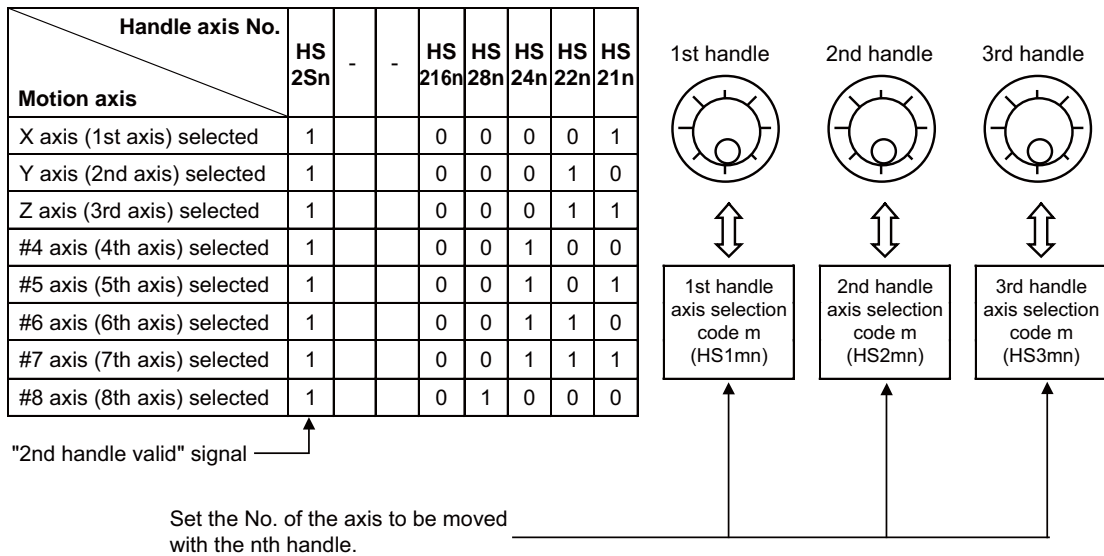 Handle axis No.
Motion axis
HS 2Sn - - HS 216n HS 28n HS 24n HS 22n HS 21n
X axis (1st axis) selected 1 0 0 0 0 1
Y axis (2nd axis) selected 1 0 0 0 1 0
Z axis (3rd axis) selected 1 0 0 0 1 1
#4 axis (4th axis) selected 1 0 0 1 0 0
#5 axis (5th axis) selected 1 0 0 1 0 1
#6 axis (6th axis) selected 1 0 0 1 1 0
#7 axis (7th axis) selected 1 0 0 1 1 1
#8 axis (8th axis) selected 1 0 1 0 0 0
"2nd handle valid" signal
1st handle 2nd handle 3rd handle
1st handle
axis selection
code m
(HS1mn)
2nd handle
axis selection
code m
(HS2mn)
3rd handle
axis selection
code m
(HS3mn)
Set the No. of the axis to be moved
with the nth handle.